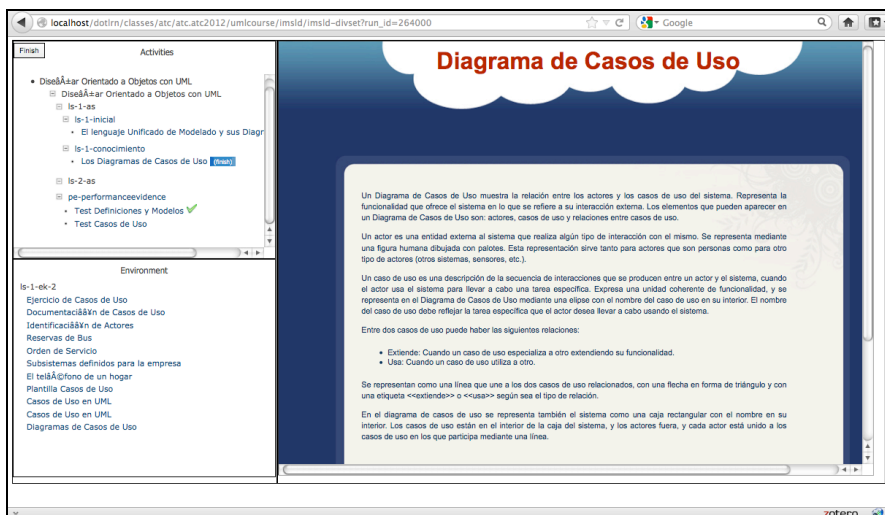 localhost/dotlrn/classes/atc/atc.atc2012/umlcourse/imsld/imsld-divset?run_id=264000
Google
Finish
Activities
DiseâÂ±ar Orientado a Objetos con UML
DiseâÂ±ar Orientado a Objetos con UML
ls-1-as
ls-1-inicial
El lenguaje Unificado de Modelado y sus Diagr
ls-1-conocimiento
Los Diagramas de Casos de Uso (finish)
ls-2-as
pe-performanceevidence
Test Definiciones y Modelos
Test Casos de Uso
Environment
ls-1-ek-2
Ejercicio de Casos de Uso
Documentaciââ¥n de Casos de Uso
Identificaciââ¥n de Actores
Reservas de Bus
Orden de Servicio
Subsistemas definidos para la empresa
El telâÂ©fono de un hogar
Plantilla Casos de Uso
Casos de Uso en UML
Casos de Uso en UML
Diagramas de Casos de Uso
Diagrama de Casos de Uso
Un Diagrama de Casos de Uso muestra la relación entre los actores y los casos de uso del sistema. Representa la
funcionalidad que ofrece el sistema en lo que se refiere a su interacción externa. Los elementos que pueden aparecer en
un Diagrama de Casos de Uso son: actores, casos de uso y relaciones entre casos de uso.
Un actor es una entidad externa al sistema que realiza algún tipo de interacción con el mismo. Se representa mediante
una figura humana dibujada con palotes. Esta representación sirve tanto para actores que son personas como para otro
tipo de actores (otros sistemas, sensores, etc.).
Un caso de uso es una descripción de la secuencia de interacciones que se producen entre un actor y el sistema, cuando
el actor usa el sistema para llevar a cabo una tarea específica. Expresa una unidad coherente de funcionalidad, y se
representa en el Diagrama de Casos de Uso mediante una elipse con el nombre del caso de uso en su interior. El nombre
del caso de uso debe reflejar la tarea específica que el actor desea llevar a cabo usando el sistema.
Entre dos casos de uso puede haber las siguientes relaciones:
Extiende: Cuando un caso de uso especializa a otro extendiendo su funcionalidad.
Usa: Cuando un caso de uso utiliza a otro.
Se representan como una línea que une a los dos casos de uso relacionados, con una flecha en forma de triángulo y con
una etiqueta <<extiende>> o <<usa>> según sea el tipo de relación.
En el diagrama de casos de uso se representa también el sistema como una caja rectangular con el nombre en su
interior. Los casos de uso están en el interior de la caja del sistema, y los actores fuera, y cada actor está unido a los
casos de uso en los que participa mediante una línea.
zotero